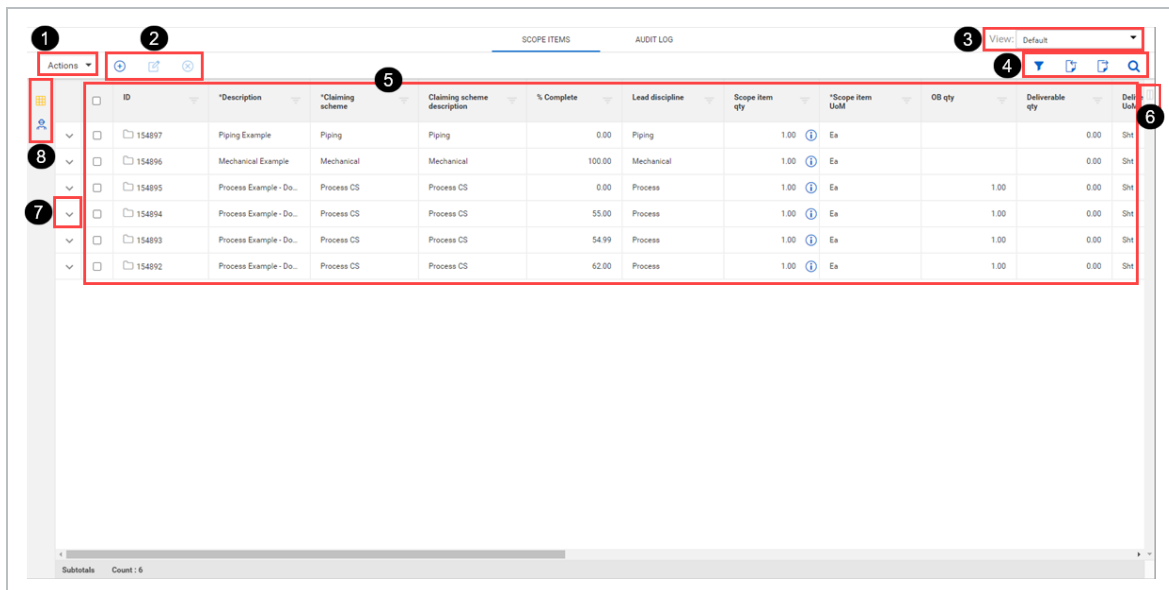 1 2 SCOPE ITEMS AUDIT LOG 3 View: Default
Actions 4
5
ID *Description *Claiming scheme Claiming scheme description % Complete Lead discipline Scope item qty *Scope item UoM OB qty Deliverable qty UoM
6
154897 Piping Example Piping Piping 0.00 Piping 1.00 Ea 0.00 Sht
8
154896 Mechanical Example Mechanical Mechanical 100.00 Mechanical 1.00 Ea 0.00 Sht
154895 Process Example - Do... Process CS Process CS 0.00 Process 1.00 Ea 1.00 0.00 Sht
7 154894 Process Example - Do... Process CS Process CS 55.00 Process 1.00 Ea 1.00 0.00 Sht
154893 Process Example - Do... Process CS Process CS 54.99 Process 1.00 Ea 1.00 0.00 Sht
154892 Process Example - Do... Process CS Process CS 62.00 Process 1.00 Ea 1.00 0.00 Sht
Subtotals Count : 6